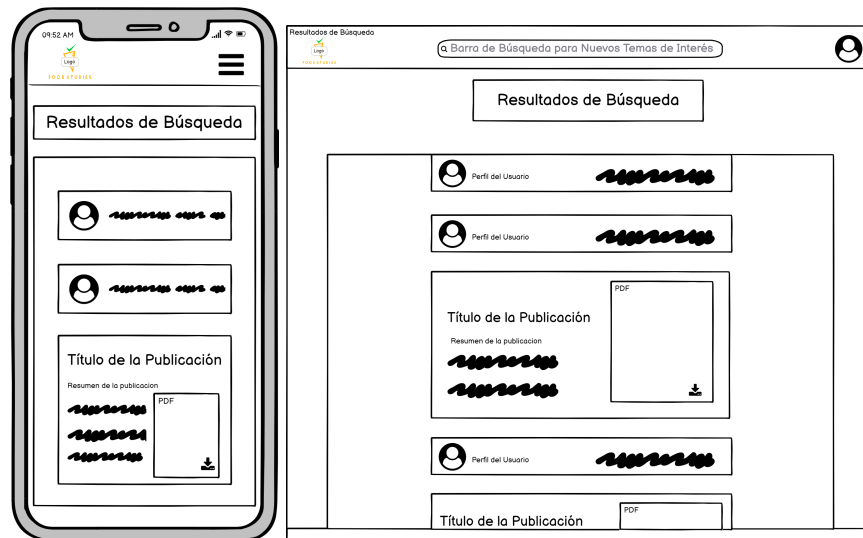 09:52 AM
Logo
TOGESTUDIES
Resultados de Búsqueda
Título de la Publicación
Resumen de la publicacion
PDF
Resultados de Búsqueda
Logo
TOGESTUDIES
Barra de Búsqueda para Nuevos Temas de Interés
Resultados de Búsqueda
Perfil del Usuario
Perfil del Usuario
PDF
Título de la Publicación
Resumen de la publicacion
Perfil del Usuario
PDF
Título de la Publicación